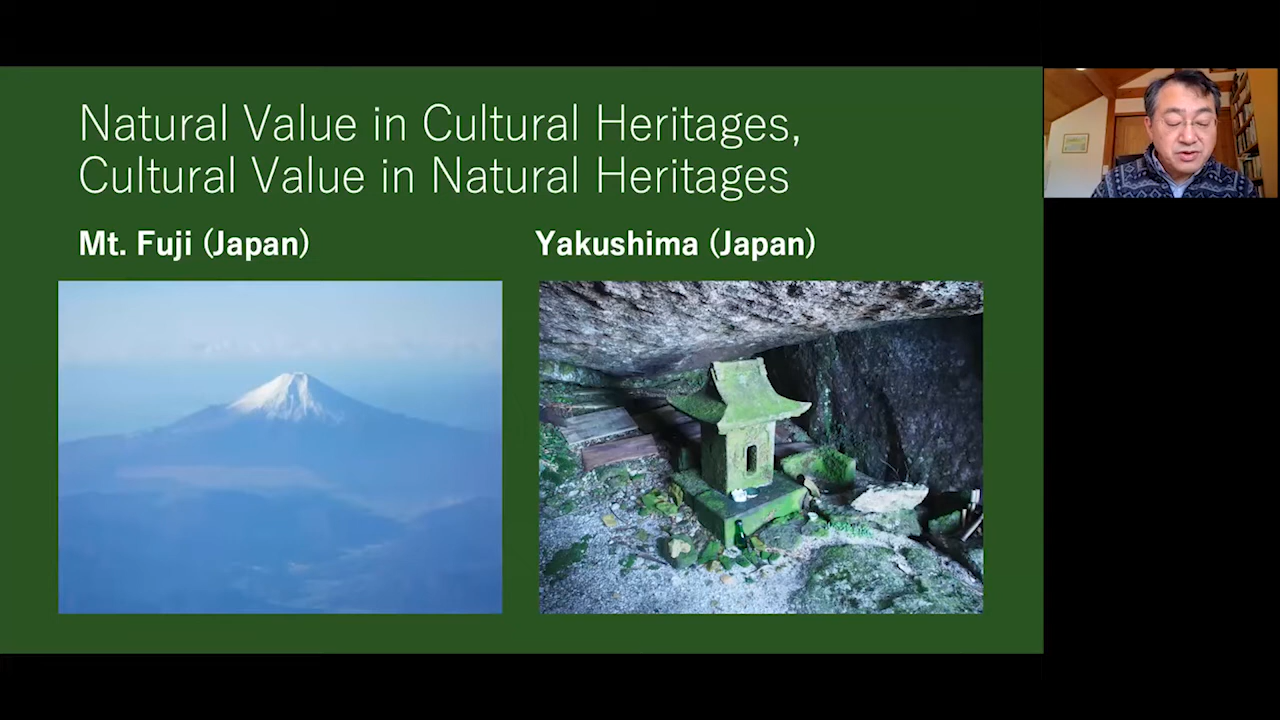 Natural Value in Cultural Heritages,
Cultural Value in Natural Heritages
Mt. Fuji (Japan)
Yakushima (Japan)